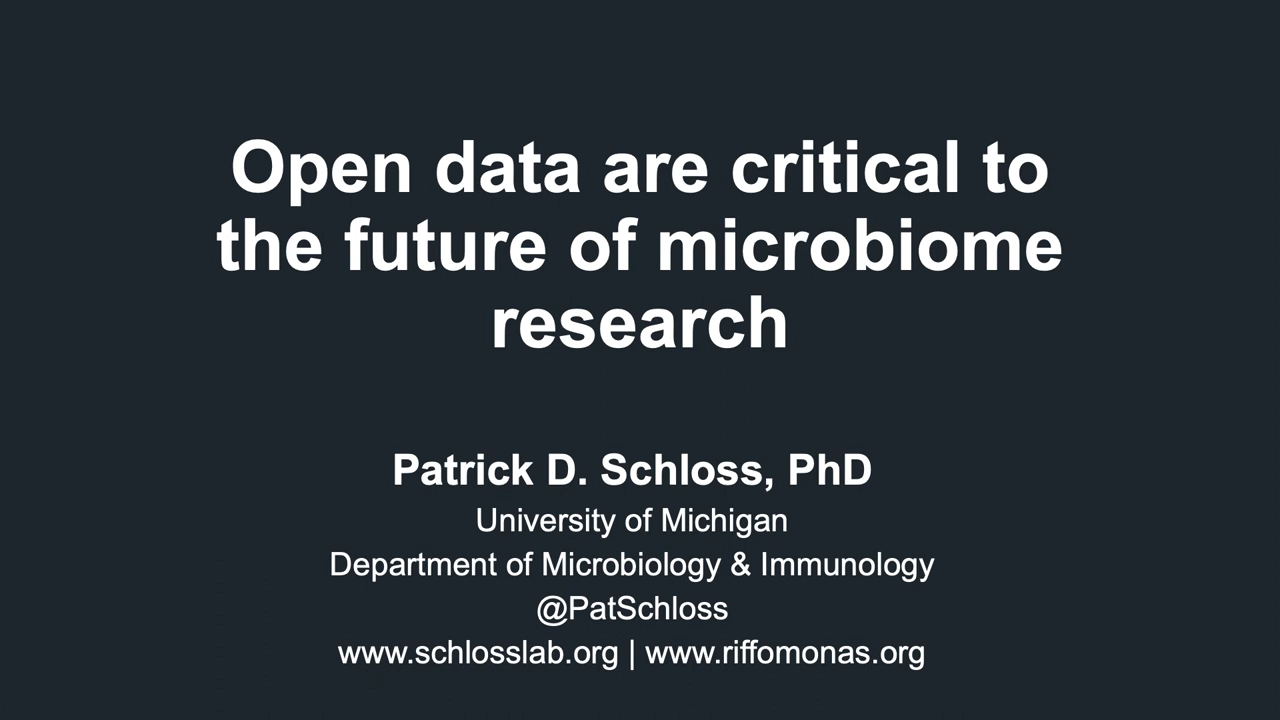 Open data are critical to
the future of microbiome
research
Patrick D. Schloss, PhD
University of Michigan
Department of Microbiology & Immunology
@PatSchloss
www.schlosslab.org | www.riffomonas.org